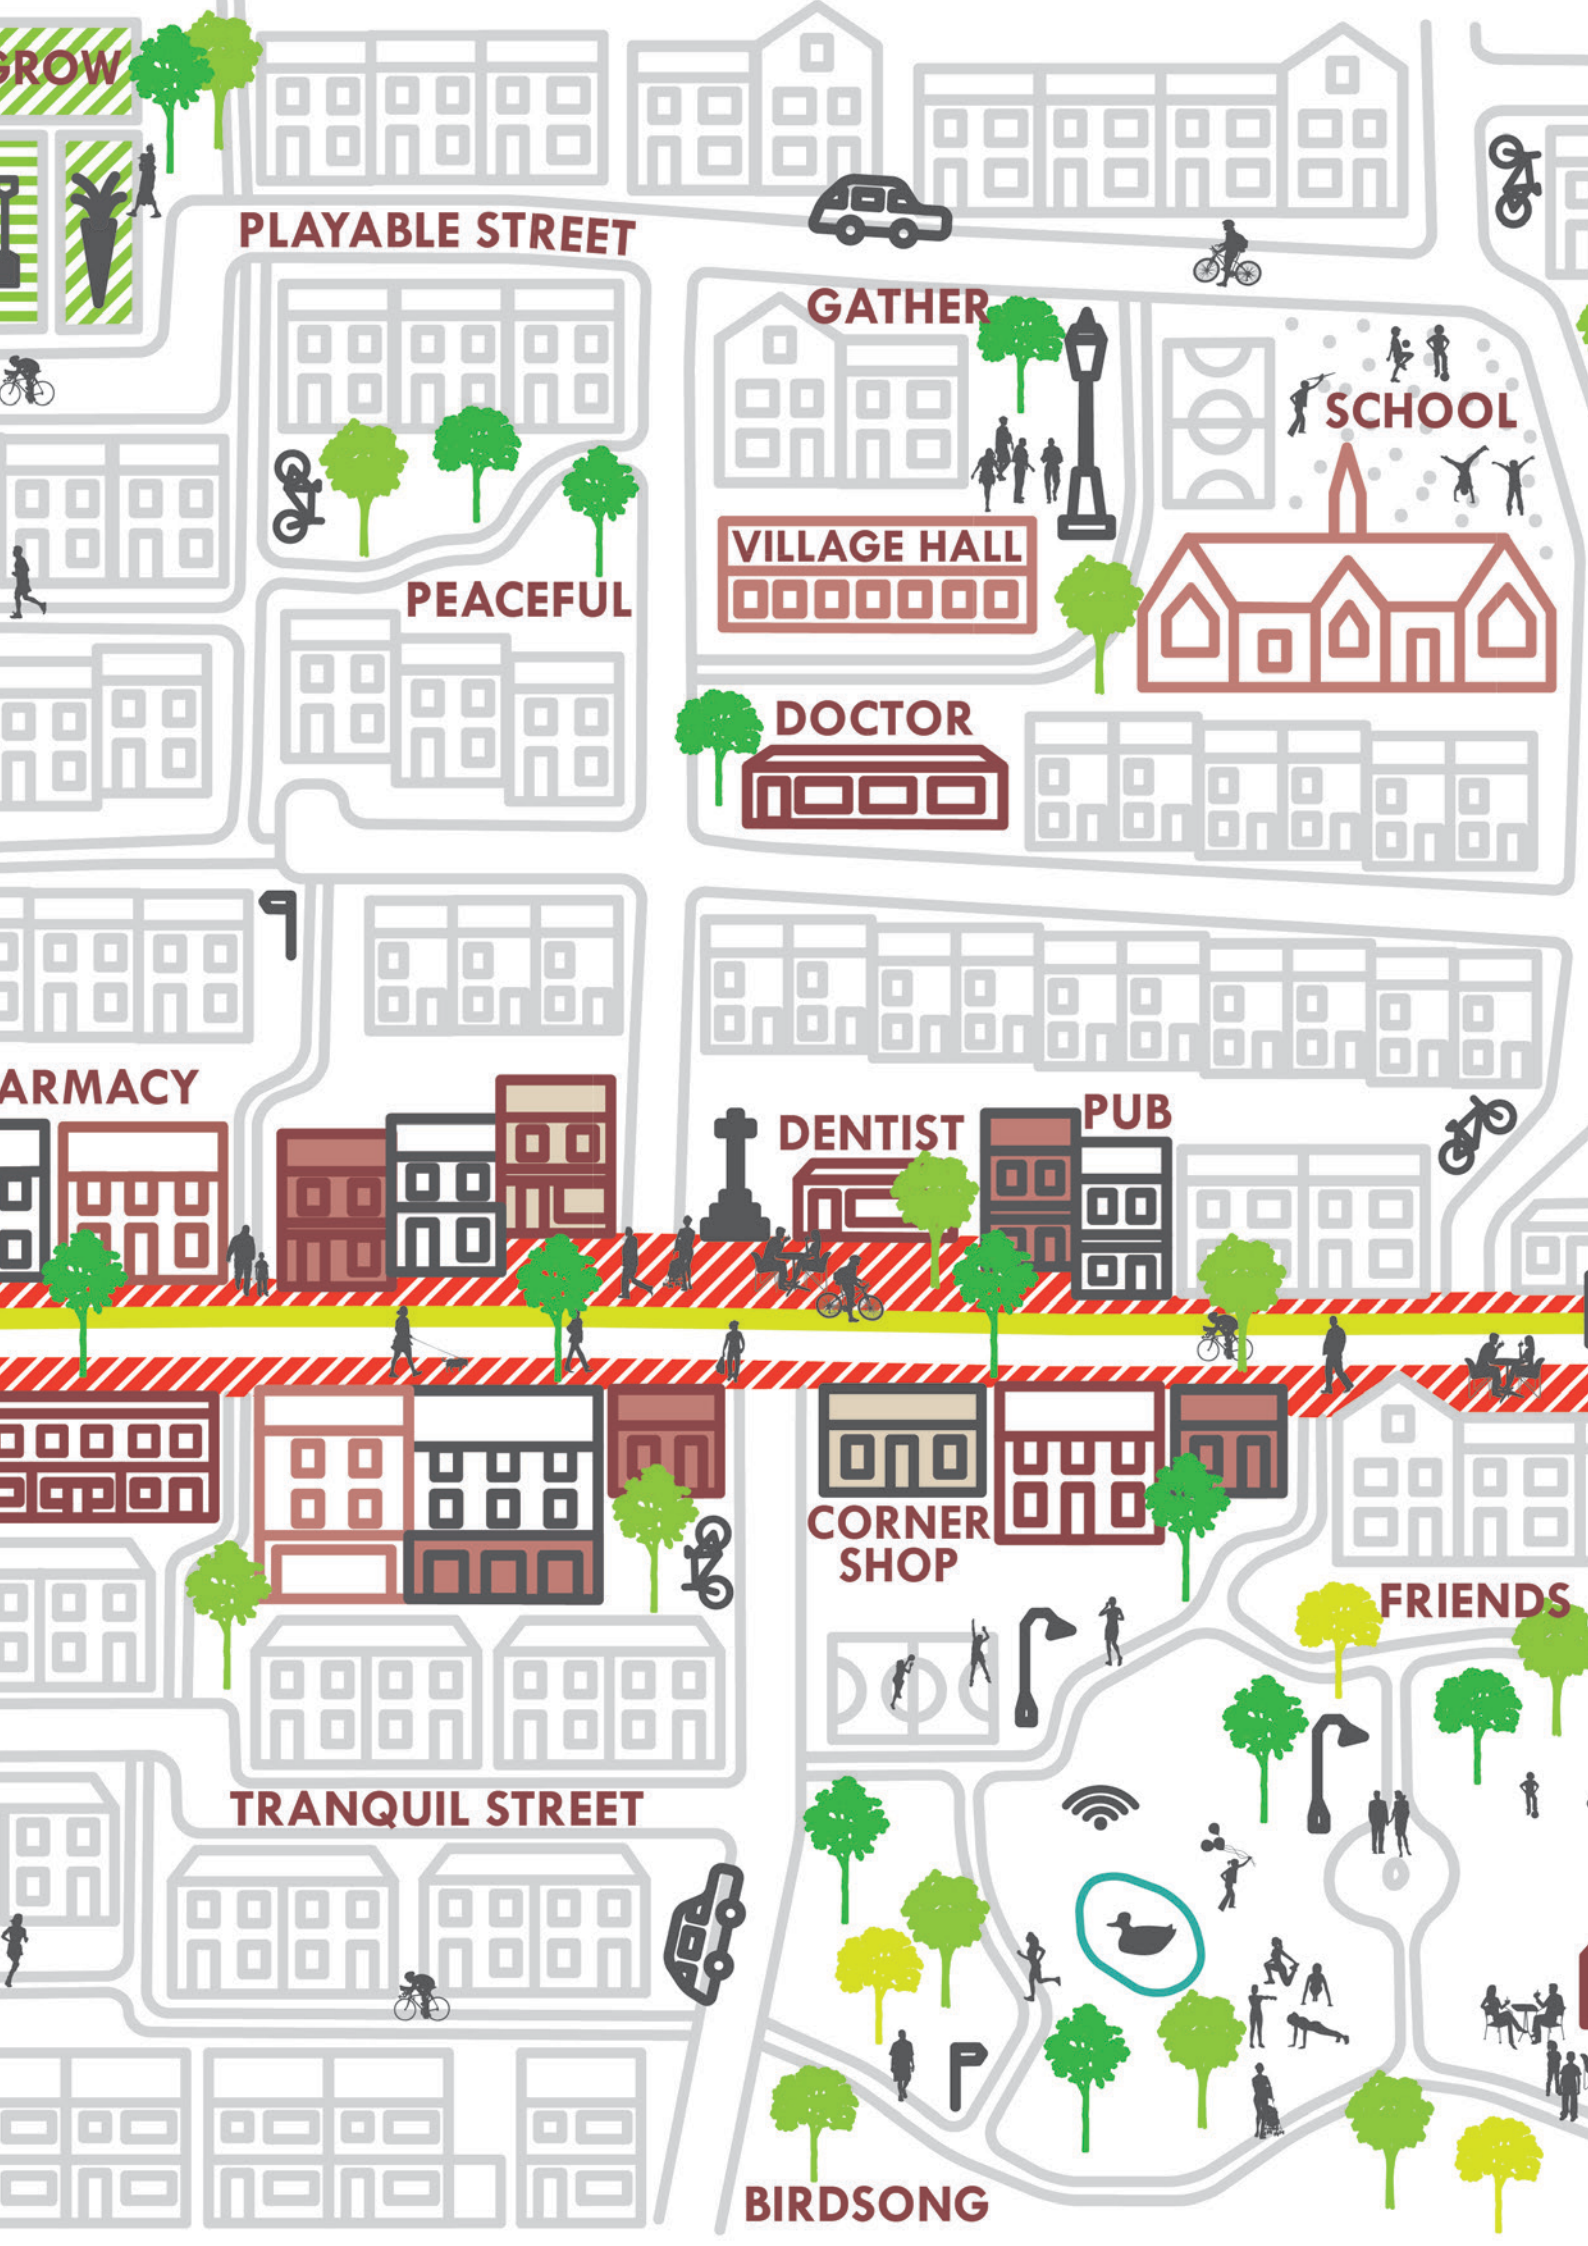 GROW
PLAYABLE STREET
GATHER
SCHOOL
VILLAGE HALL
PEACEFUL
DOCTOR
ARMACY
DENTIST
PUB
CORNER
SHOP
FRIENDS
TRANQUIL STREET
BIRDSONG